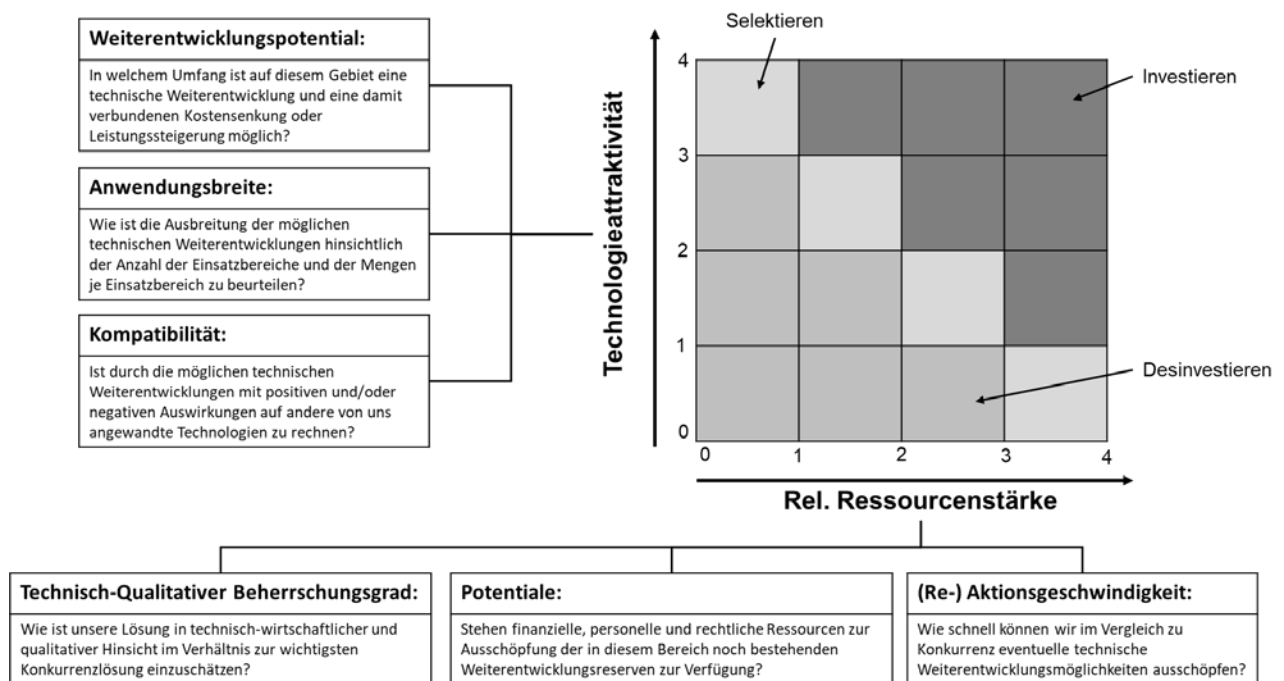 Weiterentwicklungspotential:
In welchem Umfang ist auf diesem Gebiet eine
technische Weiterentwicklung und eine damit
verbundenen Kostensenkung oder
Leistungssteigerung möglich?
Anwendungsbreite:
Wie ist die Ausbreitung der möglichen
technischen Weiterentwicklungen hinsichtlich
der Anzahl der Einsatzbereiche und der Mengen
je Einsatzbereich zu beurteilen?
Kompatibilität:
Ist durch die möglichen technischen
Weiterentwicklungen mit positiven und/oder
negativen Auswirkungen auf andere von uns
angewandte Technologien zu rechnen?
Technologieattraktivität
Selektieren
Investieren
Desinvestieren
4
3
2
1
0
0 1 2 3 4
Rel. Ressourcenstärke
Technisch-Qualitativer Beherrschungsgrad:
Wie ist unsere Lösung in technisch-wirtschaftlicher und
qualitativer Hinsicht im Verhältnis zur wichtigsten
Konkurrenzlösung einzuschätzen?
Potentiale:
Stehen finanzielle, personelle und rechtliche Ressourcen zur
Ausschöpfung der in diesem Bereich noch bestehenden
Weiterentwicklungsreserven zur Verfügung?
(Re-) Aktionsgeschwindigkeit:
Wie schnell können wir im Vergleich zu
Konkurrenz eventuelle technische
Weiterentwicklungsmöglichkeiten ausschöpfen?